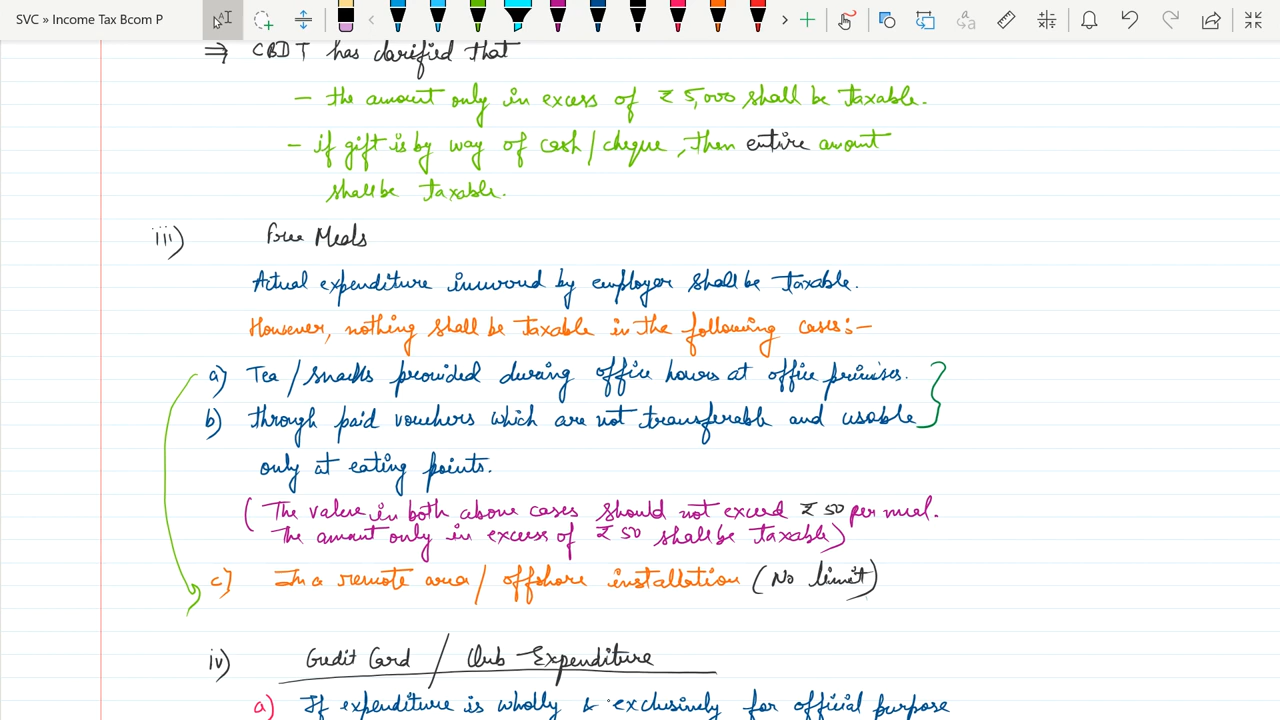 SVC » Income Tax Bcom P
⇒ CBDT has clarified that
- the amount only in excess of ₹ 5,000 shall be taxable.
- if gift is by way of cash/cheque, then entire amount
shall be taxable.
iii) Free Meals
Actual expenditure incurred by employer shall be taxable.
However, nothing shall be taxable in the following cases:-
a) Tea/snacks provided during office hours at office premises.
b) through paid vouchers which are not transferable and usable
only at eating points.
(The value in both above cases should not exceed ₹ 50 per meal.
The amount only in excess of ₹ 50 shall be taxable)
c) In a remote area/ offshore installation (No limit)
iv) Credit Card / Club Expenditure
a) If expenditure is wholly & exclusively for official purpose